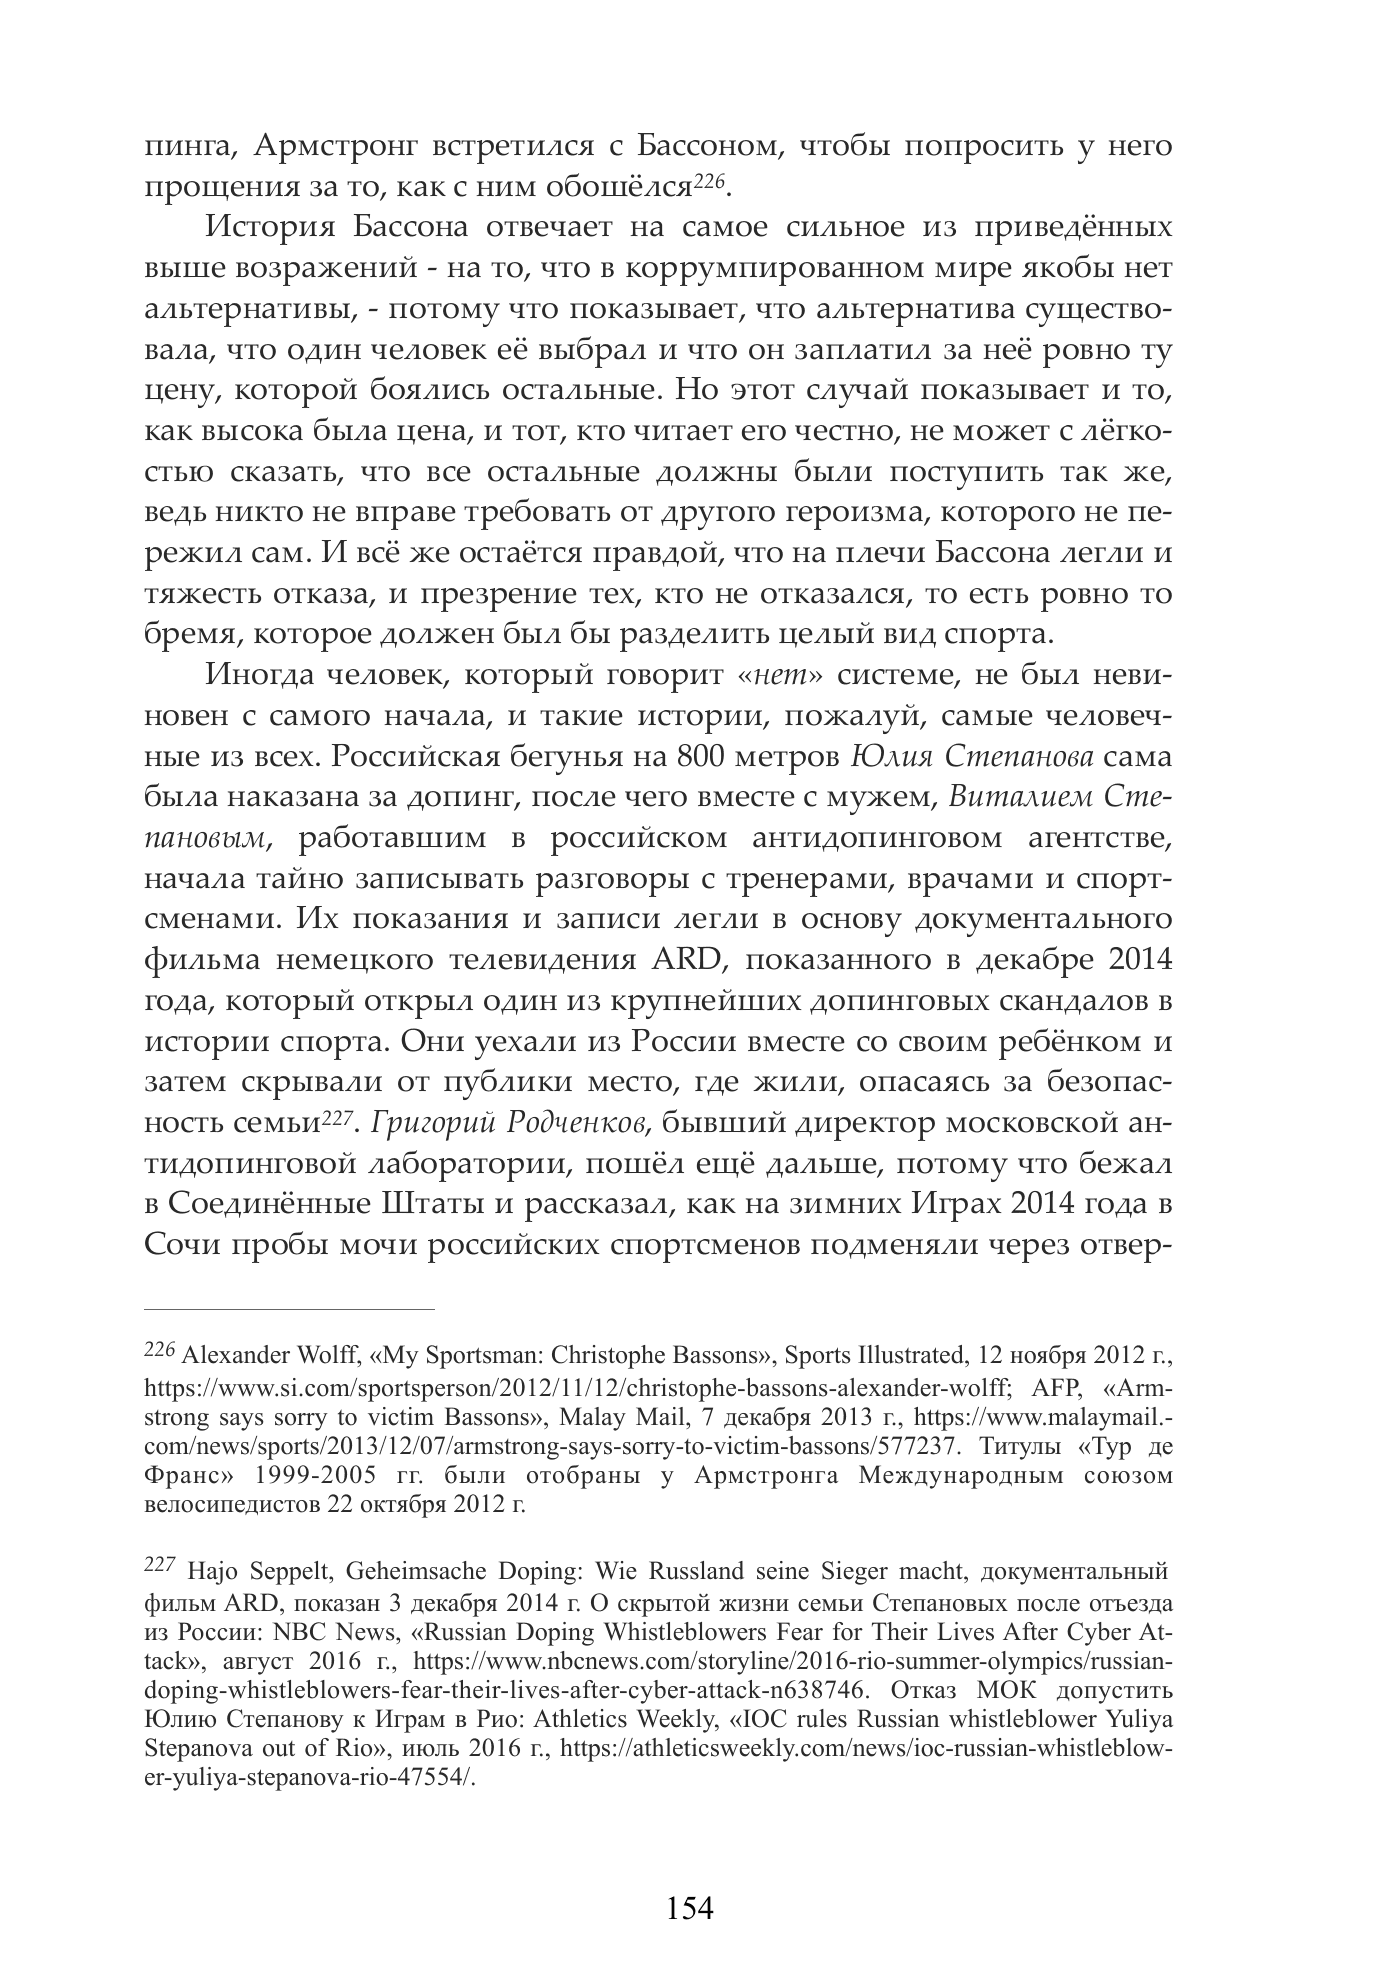 пинга, Армстронг встретился с Бассоном, чтобы попросить у него
прощения за то, как с ним обошёлся226.
История Бассона отвечает на самое сильное из приведённых
выше возражений - на то, что в коррумпированном мире якобы нет
альтернативы, - потому что показывает, что альтернатива существо-
вала, что один человек её выбрал и что он заплатил за неё ровно ту
цену, которой боялись остальные. Но этот случай показывает и то,
как высока была цена, и тот, кто читает его честно, не может с лёгко-
стью сказать, что все остальные должны были поступить так же,
ведь никто не вправе требовать от другого героизма, которого не пе-
режил сам. И всё же остаётся правдой, что на плечи Бассона легли и
тяжесть отказа, и презрение тех, кто не отказался, то есть ровно то
бремя, которое должен был бы разделить целый вид спорта.
Иногда человек, который говорит «нет» системе, не был неви-
новен с самого начала, и такие истории, пожалуй, самые человеч-
ные из всех. Российская бегунья на 800 метров Юлия Степанова сама
была наказана за допинг, после чего вместе с мужем, Виталием Сте-
пановым, работавшим в российском антидопинговом агентстве,
начала тайно записывать разговоры с тренерами, врачами и спорт-
сменами. Их показания и записи легли в основу документального
фильма немецкого телевидения ARD, показанного в декабре 2014
года, который открыл один из крупнейших допинговых скандалов в
истории спорта. Они уехали из России вместе со своим ребёнком и
затем скрывали от публики место, где жили, опасаясь за безопас-
ность семьи227. Григорий Родченков, бывший директор московской ан-
тидопинговой лаборатории, пошёл ещё дальше, потому что бежал
в Соединённые Штаты и рассказал, как на зимних Играх 2014 года в
Сочи пробы мочи российских спортсменов подменяли через отвер-
226 Alexander Wolff, «My Sportsman: Christophe Bassons», Sports Illustrated, 12 ноября 2012 г.,
https://www.si.com/sportsperson/2012/11/12/christophe-bassons-alexander-wolff; AFP, «Arm-
strong says sorry to victim Bassons», Malay Mail, 7 декабря 2013 г., https://www.malaymail.-
com/news/sports/2013/12/07/armstrong-says-sorry-to-victim-bassons/577237. Титулы «Тур де
Франс» 1999-2005 гг. были отобраны у Армстронга Международным союзом
велосипедистов 22 октября 2012 г.
227 Hajo Seppelt, Geheimsache Doping: Wie Russland seine Sieger macht, документальный
фильм ARD, показан 3 декабря 2014 г. О скрытой жизни семьи Степановых после отъезда
из России: NBC News, «Russian Doping Whistleblowers Fear for Their Lives After Cyber At-
tack», август 2016 г., https://www.nbcnews.com/storyline/2016-rio-summer-olympics/russian-
doping-whistleblowers-fear-their-lives-after-cyber-attack-n638746. Отказ МОК допустить
Юлию Степанову к Играм в Рио: Athletics Weekly, «IOC rules Russian whistleblower Yuliya
Stepanova out of Rio», июль 2016 г., https://athleticsweekly.com/news/ioc-russian-whistleblow-
er-yuliya-stepanova-rio-47554/.
154